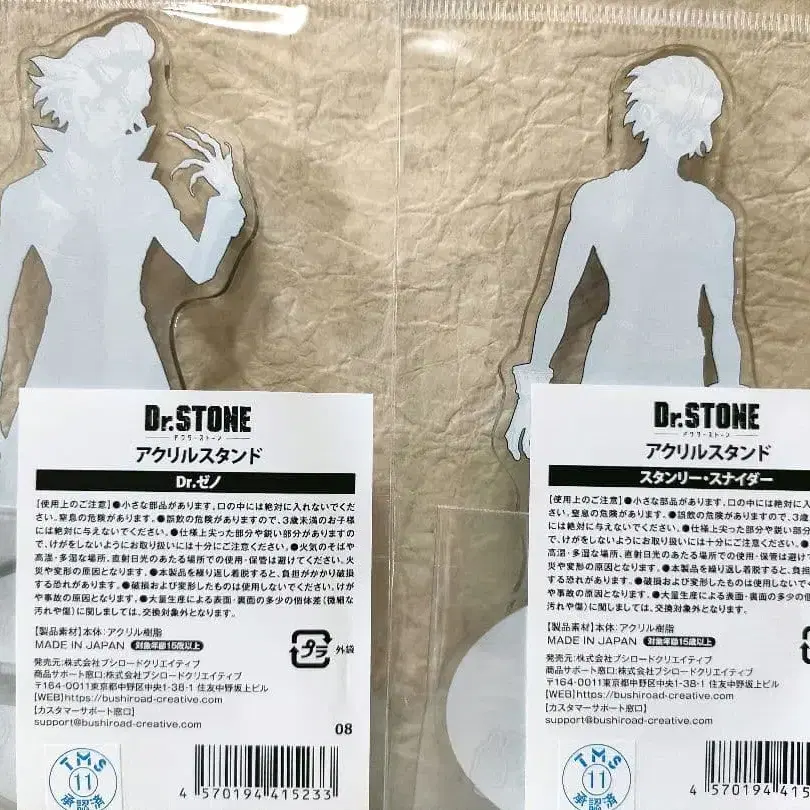 Dr.STONE
ドクターストーン
アクリルスタンド
Dr.ゼノ
【使用上のご注意】●小さな部品があります。口の中には絶対に入れないでくだ
さい。窒息の危険があります。●誤飲の危険がありますので、3歳未満のお子様
には絶対に与えないでください。●仕様上尖った部分や鋭い部分がありますの
で、けがをしないようにお取り扱いには十分にご注意ください。●火気のそばや
高温・多湿な場所、直射日光のあたる場所での使用・保管は避けてください。火
災や変形の原因となります。●本製品を繰り返し着脱すると、負担がかかり破損
する恐れがあります。●破損および変形したものは使用しないでください。けが
や事故の原因となります。●大量生産による表面・裏面の多少の個体差(微細な
汚れや傷)に関しましては、交換対象外となります。
【製品素材】本体:アクリル樹脂
MADE IN JAPAN 対象年齢15歳以上
プラ 外袋
発売元:株式会社ブシロードクリエイティブ
商品サポート窓口:株式会社ブシロードクリエイティブ
〒164-0011東京都中野区中央1-38-1 住友中野坂上ビル
[WEB]https://bushiroad-creative.com
【カスタマーサポート窓口】
support@bushiroad-creative.com
08
TMS
11
承認済
4 570194 415233
Dr.STONE
ドクターストーン
アクリルスタンド
スタンリー・スナイダー
【使用上のご注意】●小さな部品があります。口の中には絶対に
さい。窒息の危険があります。●誤飲の危険がありますので、3歳
には絶対に与えないでください。●仕様上尖った部分や鋭い部分
で、けがをしないようにお取り扱いには十分にご注意ください。
高温・多湿な場所、直射日光のあたる場所での使用・保管は避けて
災や変形の原因となります。●本製品を繰り返し着脱すると、負担
する恐れがあります。●破損および変形したものは使用しないで
や事故の原因となります。●大量生産による表面・裏面の多少の個
汚れや傷)に関しましては、交換対象外となります。
【製品素材】本体:アクリル樹脂
MADE IN JAPAN 対象年齢15歳以上
発売元:株式会社ブシロードクリエイティブ
商品サポート窓口:株式会社ブシロードクリエイティブ
〒164-0011東京都中野区中央1-38-1 住友中野坂上ビル
[WEB]https://bushiroad-creative.com
【カスタマーサポート窓口】
support@bushiroad-creative.com
TMS
11
承認済
4 570194 415